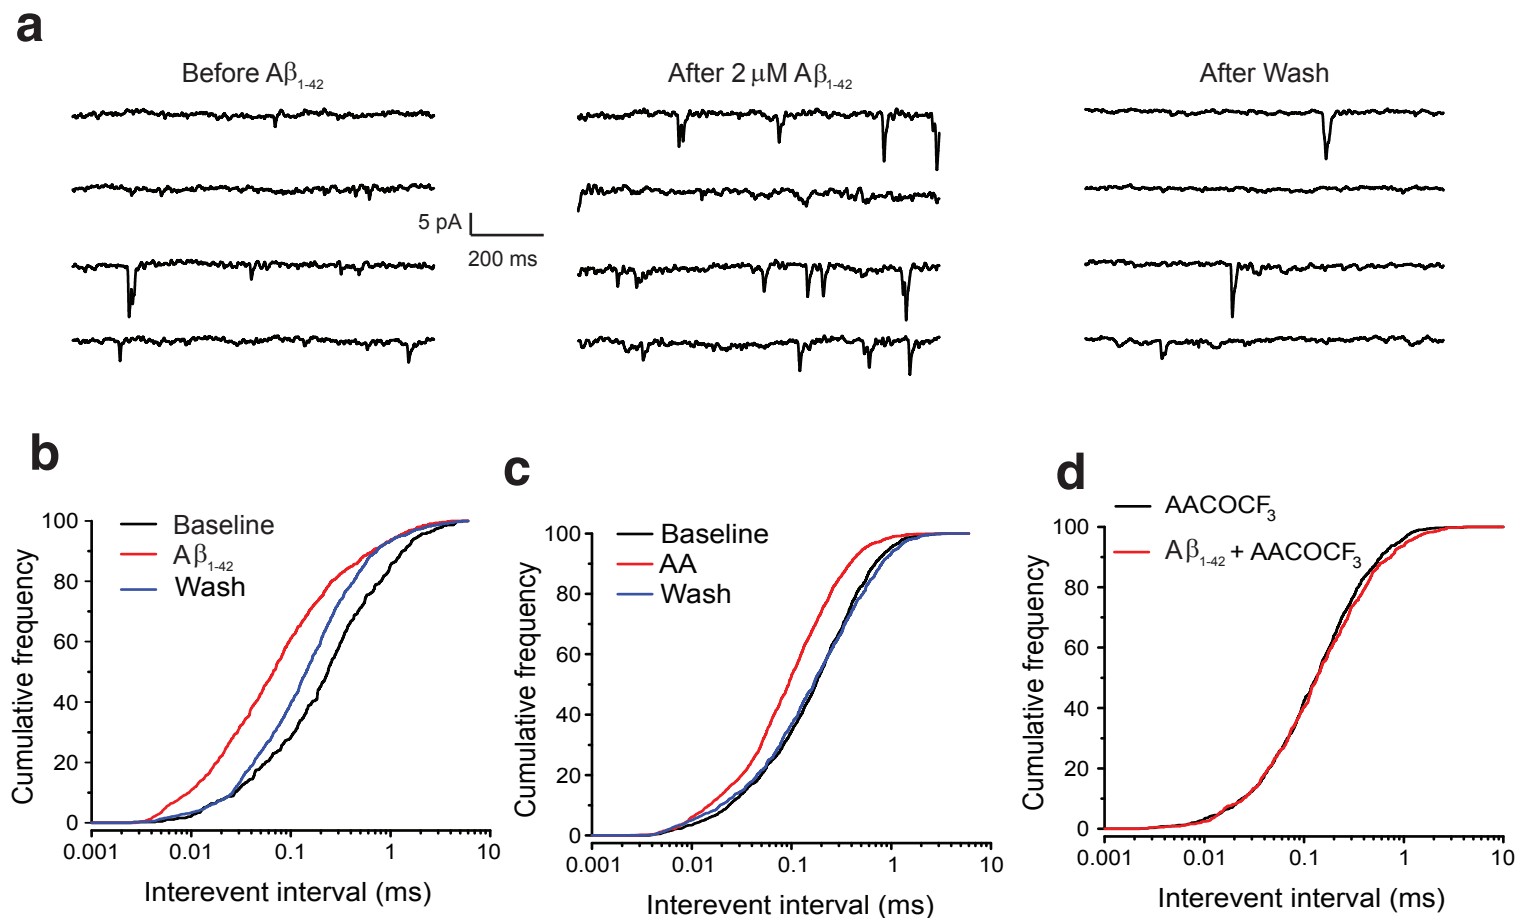 a
Before Aβ1-42
After 2 μM Aβ1-42
After Wash
5 pA
200 ms
b
Baseline
Aβ1-42
Wash
100
80
60
40
20
0
Cumulative frequency
0.001
0.01
0.1
1
10
Interevent interval (ms)
c
Baseline
AA
Wash
100
80
60
40
20
0
Cumulative frequency
0.001
0.01
0.1
1
10
Interevent interval (ms)
d
AACOCF3
Aβ1-42 + AACOCF3
100
80
60
40
20
0
Cumulative frequency
0.001
0.01
0.1
1
10
Interevent interval (ms)